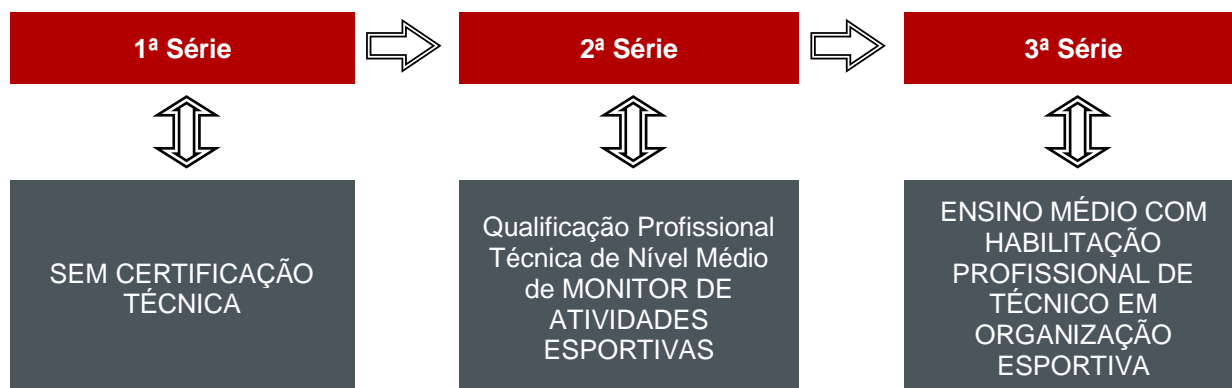 1ª Série
2ª Série
3ª Série
SEM CERTIFICAÇÃO
TÉCNICA
Qualificação Profissional
Técnica de Nível Médio
de MONITOR DE
ATIVIDADES
ESPORTIVAS
ENSINO MÉDIO COM
HABILITAÇÃO
PROFISSIONAL DE
TÉCNICO EM
ORGANIZAÇÃO
ESPORTIVA